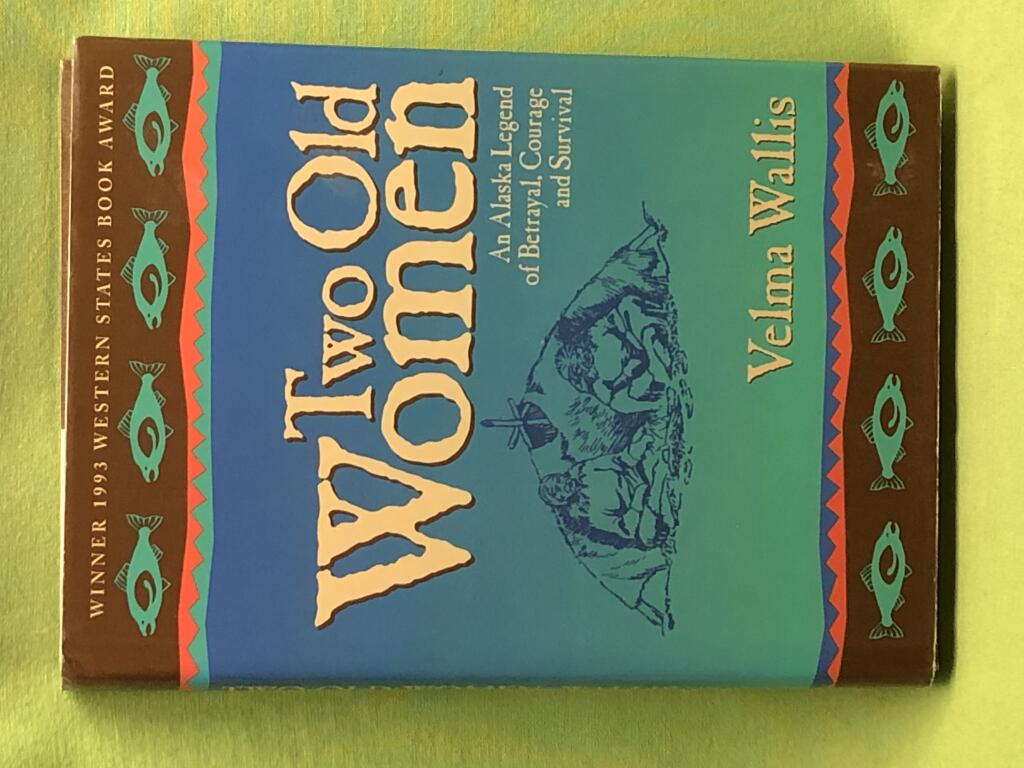 WINNER 1993 WESTERN STATES BOOK AWARD
Two Old
Women
An Alaska Legend
of Betrayal, Courage
and Survival
Velma Wallis